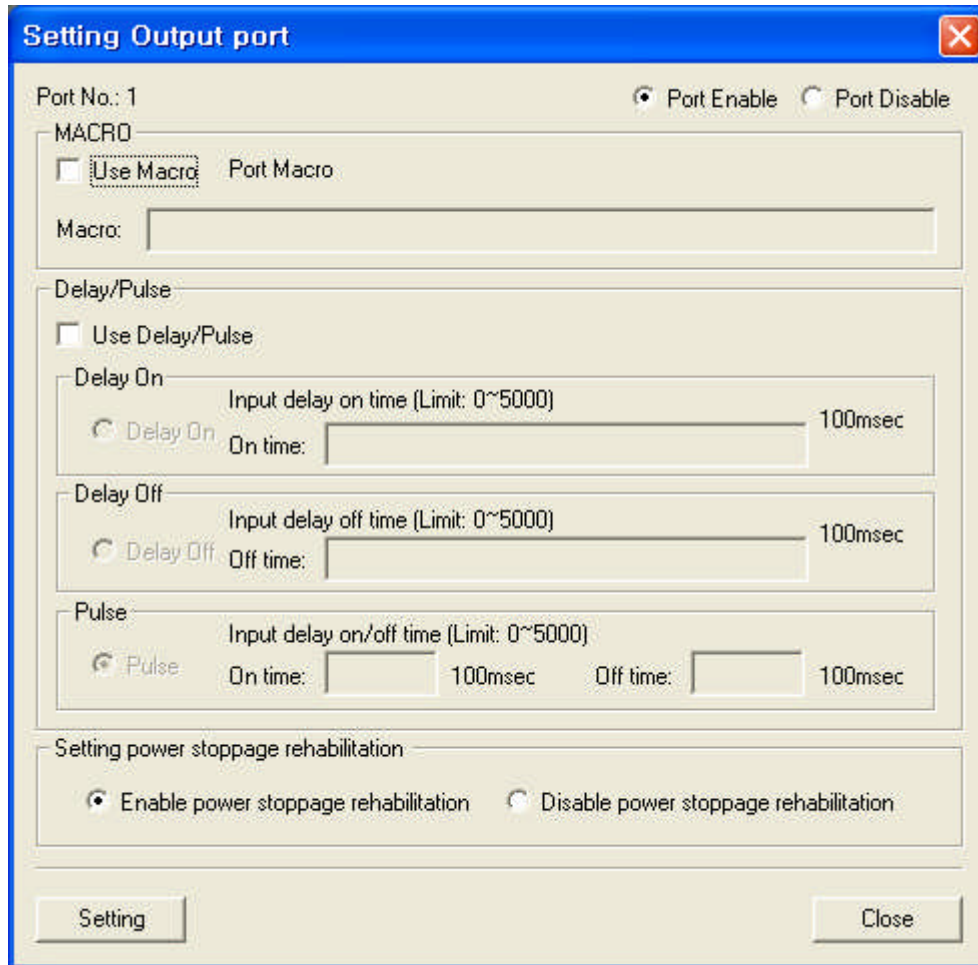 Setting Output port
Port No.: 1
Port Enable
Port Disable
MACRO
Use Macro
Port Macro
Macro:
Delay/Pulse
Use Delay/Pulse
Delay On
Input delay on time (Limit: 0~5000)
Delay On
On time:
100msec
Delay Off
Input delay off time (Limit: 0~5000)
Delay Off
Off time:
100msec
Pulse
Input delay on/off time (Limit: 0~5000)
Pulse
On time:
100msec
Off time:
100msec
Setting power stoppage rehabilitation
Enable power stoppage rehabilitation
Disable power stoppage rehabilitation
Setting
Close